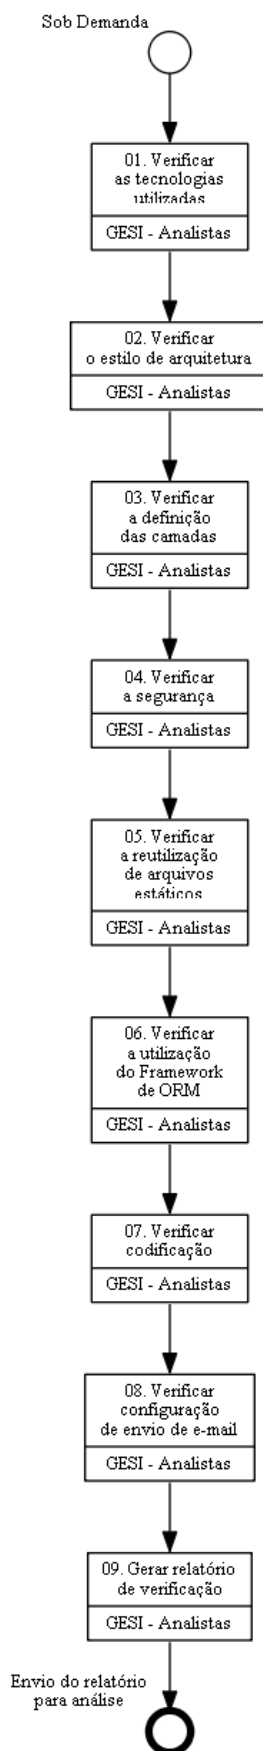 Sob Demanda
01. Verificar
as tecnologias
utilizadas
GESI - Analistas
02. Verificar
o estilo de arquitetura
GESI - Analistas
03. Verificar
a definição
das camadas
GESI - Analistas
04. Verificar
a segurança
GESI - Analistas
05. Verificar
a reutilização
de arquivos
estáticos
GESI - Analistas
06. Verificar
a utilização
do Framework
de ORM
GESI - Analistas
07. Verificar
codificação
GESI - Analistas
08. Verificar
configuração
de envio de e-mail
GESI - Analistas
09. Gerar relatório
de verificação
GESI - Analistas
Envio do relatório
para análise